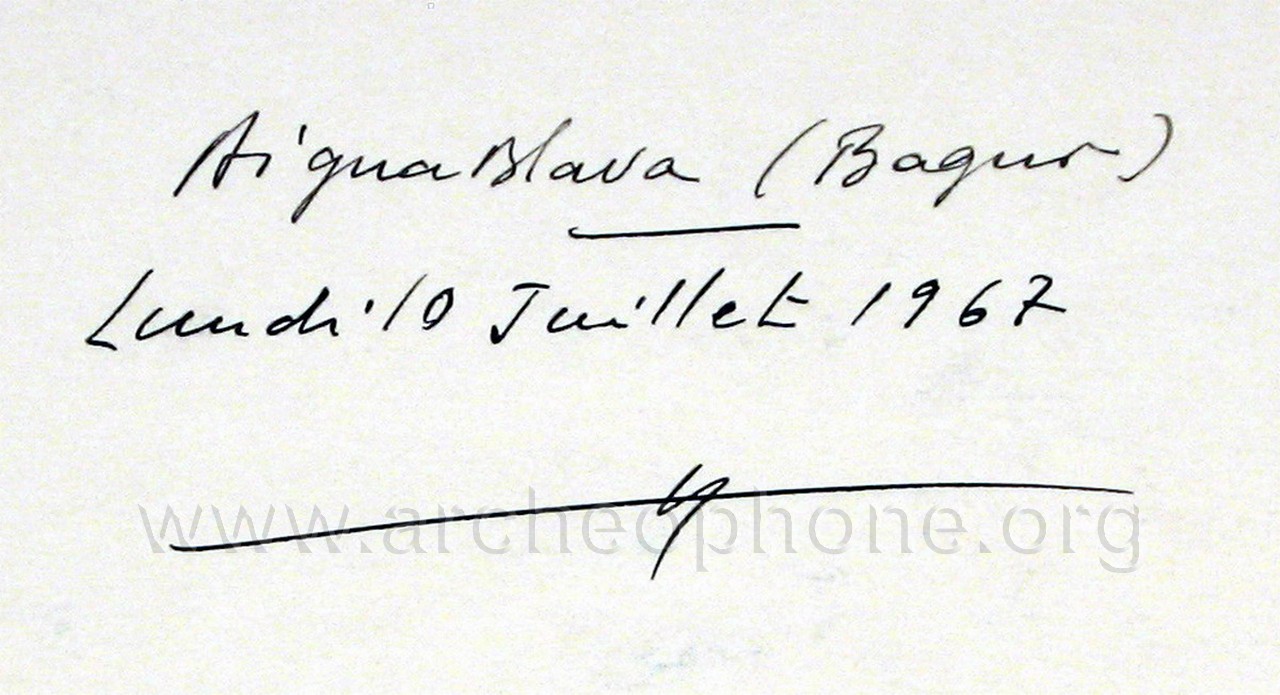 AiguaBlava (Bagur)
Lundi 10 Juillet 1967
www.archeophone.org